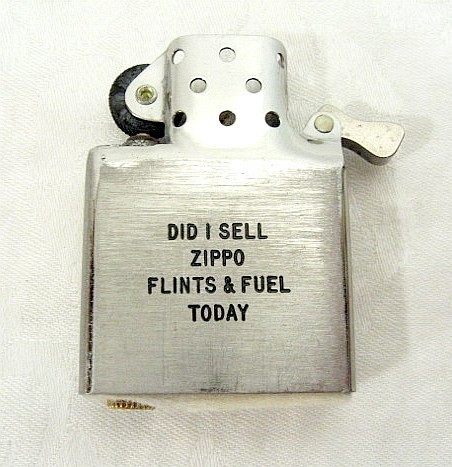 DID I SELL
ZIPPO
FLINTS & FUEL
TODAY